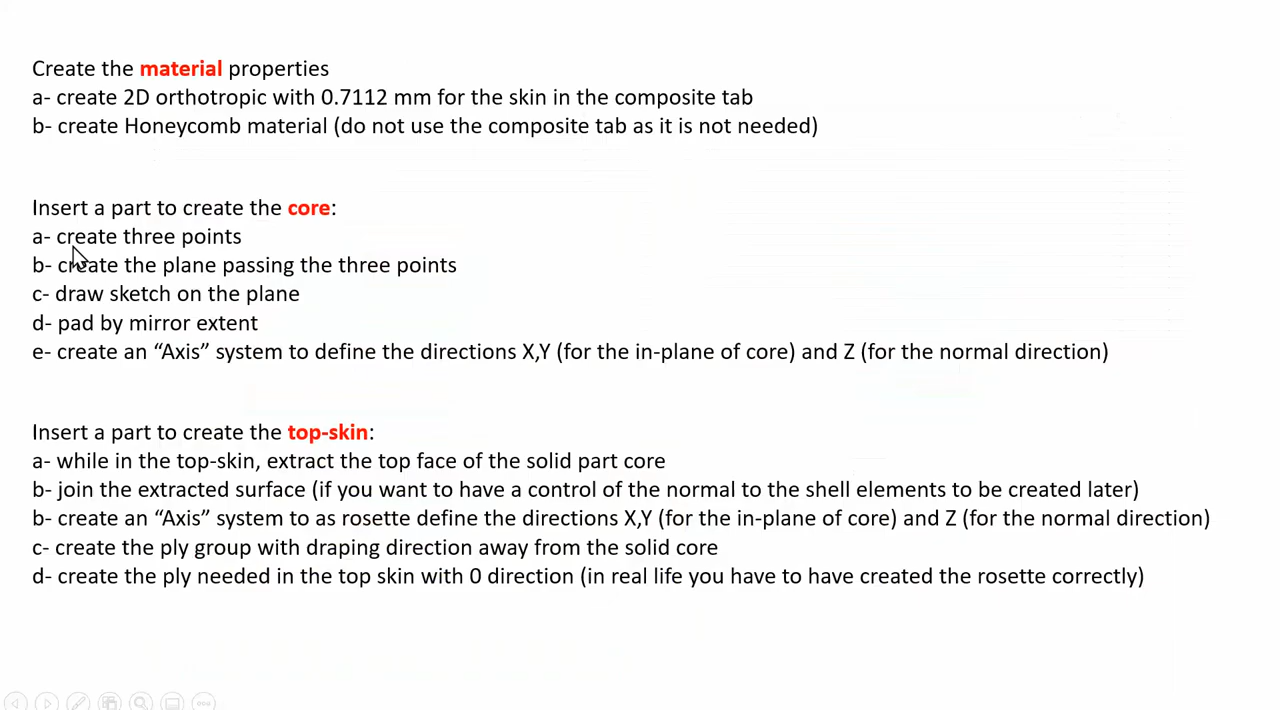 Create the material properties
a- create 2D orthotropic with 0.7112 mm for the skin in the composite tab
b- create Honeycomb material (do not use the composite tab as it is not needed)
Insert a part to create the core:
a- create three points
b- create the plane passing the three points
c- draw sketch on the plane
d- pad by mirror extent
e- create an “Axis” system to define the directions X,Y (for the in-plane of core) and Z (for the normal direction)
Insert a part to create the top-skin:
a- while in the top-skin, extract the top face of the solid part core
b- join the extracted surface (if you want to have a control of the normal to the shell elements to be created later)
b- create an “Axis” system to as rosette define the directions X,Y (for the in-plane of core) and Z (for the normal direction)
c- create the ply group with draping direction away from the solid core
d- create the ply needed in the top skin with 0 direction (in real life you have to have created the rosette correctly)